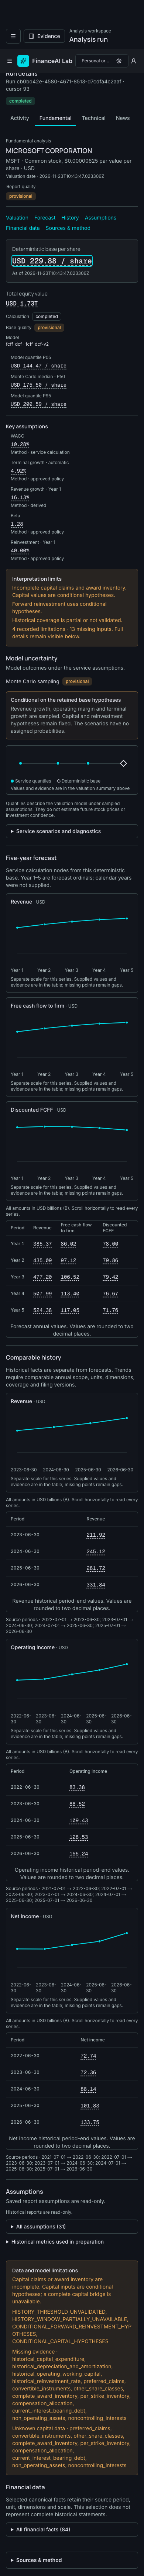 Analysis workspace
Evidence
Analysis run
FinanceAI Lab
Personal or...
Run details
Run cb0bd42e-4580-4671-8513-d7cdfa4c2aaf · cursor 93
completed
Activity
Fundamental
Technical
News
Fundamental analysis
MICROSOFT CORPORATION
MSFT · Common stock, $0.00000625 par value per share · USD
Valuation date · 2026-11-23T10:43:47.023306Z
Report quality
provisional
Valuation
Forecast
History
Assumptions
Financial data
Sources & method
Deterministic base per share
USD 229.88 / share
As of 2026-11-23T10:43:47.023306Z
Total equity value
USD 1.73T
Calculation
completed
Base quality
provisional
Model
fcff_dcf · fcff_dcf-v2
Model quantile P05
USD 144.47 / share
Monte Carlo median · P50
USD 175.50 / share
Model quantile P95
USD 200.59 / share
Key assumptions
WACC
10.28%
Method · service calculation
Terminal growth · automatic
4.92%
Method · approved policy
Revenue growth · Year 1
16.13%
Method · derived
Beta
1.26
Method · approved policy
Reinvestment · Year 1
40.00%
Method · approved policy
Interpretation limits
Incomplete capital claims and award inventory. Capital values are conditional hypotheses.
Forward reinvestment uses conditional hypotheses.
Historical coverage is partial or not validated.
4 recorded limitations · 13 missing inputs. Full details remain visible below.
Model uncertainty
Model outcomes under the service assumptions.
Monte Carlo sampling
provisional
Conditional on the retained base hypotheses
Revenue growth, operating margin and terminal growth are sampled. Capital and reinvestment hypotheses remain fixed. The scenarios have no assigned probabilities.
Service quantiles
Deterministic base
Values and evidence are in the valuation summary above
Quantiles describe the valuation model under sampled assumptions. They do not estimate future stock prices or investment confidence.
Service scenarios and diagnostics
Five-year forecast
Service calculation nodes from this deterministic base. Year 1–5 are forecast ordinals; calendar years were not supplied.
Revenue · USD
Year 1
Year 2
Year 3
Year 4
Year 5
Separate scale for this series. Supplied values and evidence are in the table; missing points remain gaps.
Free cash flow to firm · USD
Year 1
Year 2
Year 3
Year 4
Year 5
Separate scale for this series. Supplied values and evidence are in the table; missing points remain gaps.
Discounted FCFF · USD
Year 1
Year 2
Year 3
Year 4
Year 5
Separate scale for this series. Supplied values and evidence are in the table; missing points remain gaps.
All amounts in USD billions (B). Scroll horizontally to read every series.
Period
Revenue
Free cash flow to firm
Discounted FCFF
Year 1
385.37
86.02
78.00
Year 2
435.09
97.12
79.86
Year 3
477.20
106.52
79.42
Year 4
507.99
113.40
76.67
Year 5
524.38
117.05
71.76
Forecast annual values. Values are rounded to two decimal places.
Comparable history
Historical facts are separate from forecasts. Trends require comparable annual scope, units, dimensions, coverage and filing versions.
Revenue · USD
2023-06-30
2024-06-30
2025-06-30
2026-06-30
Separate scale for this series. Supplied values and evidence are in the table; missing points remain gaps.
All amounts in USD billions (B). Scroll horizontally to read every series.
Period
Revenue
2023-06-30
211.92
2024-06-30
245.12
2025-06-30
281.72
2026-06-30
331.84
Revenue historical period-end values. Values are rounded to two decimal places.
Source periods · 2022-07-01 → 2023-06-30; 2023-07-01 → 2024-06-30; 2024-07-01 → 2025-06-30; 2025-07-01 → 2026-06-30
Operating income · USD
2022-06-30
2023-06-30
2024-06-30
2025-06-30
2026-06-30
Separate scale for this series. Supplied values and evidence are in the table; missing points remain gaps.
All amounts in USD billions (B). Scroll horizontally to read every series.
Period
Operating income
2022-06-30
83.38
2023-06-30
88.52
2024-06-30
109.43
2025-06-30
128.53
2026-06-30
155.24
Operating income historical period-end values. Values are rounded to two decimal places.
Source periods · 2021-07-01 → 2022-06-30; 2022-07-01 → 2023-06-30; 2023-07-01 → 2024-06-30; 2024-07-01 → 2025-06-30; 2025-07-01 → 2026-06-30
Net income · USD
2022-06-30
2023-06-30
2024-06-30
2025-06-30
2026-06-30
Separate scale for this series. Supplied values and evidence are in the table; missing points remain gaps.
All amounts in USD billions (B). Scroll horizontally to read every series.
Period
Net income
2022-06-30
72.74
2023-06-30
72.36
2024-06-30
88.14
2025-06-30
101.83
2026-06-30
133.75
Net income historical period-end values. Values are rounded to two decimal places.
Source periods · 2021-07-01 → 2022-06-30; 2022-07-01 → 2023-06-30; 2023-07-01 → 2024-06-30; 2024-07-01 → 2025-06-30; 2025-07-01 → 2026-06-30
Assumptions
Saved report assumptions are read-only.
Historical reports are read-only.
All assumptions (31)
Historical metrics used in preparation
Data and model limitations
Capital claims or award inventory are incomplete. Capital inputs are conditional hypotheses; a complete capital bridge is unavailable.
HISTORY_THRESHOLD_UNVALIDATED, HISTORY_WINDOW_PARTIALLY_UNAVAILABLE, CONDITIONAL_FORWARD_REINVESTMENT_HYPOTHESES, CONDITIONAL_CAPITAL_HYPOTHESES
Missing evidence · historical_capital_expenditure, historical_depreciation_and_amortization, historical_operating_working_capital, historical_reinvestment_rate, preferred_claims, convertible_instruments, other_share_classes, complete_award_inventory, per_strike_inventory, compensation_allocation, current_interest_bearing_debt, non_operating_assets, noncontrolling_interests
Unknown capital data · preferred_claims, convertible_instruments, other_share_classes, complete_award_inventory, per_strike_inventory, compensation_allocation, current_interest_bearing_debt, non_operating_assets, noncontrolling_interests
Financial data
Selected canonical facts retain their source period, unit, dimensions and scale. This selection does not represent complete historical statements.
All financial facts (84)
Sources & method